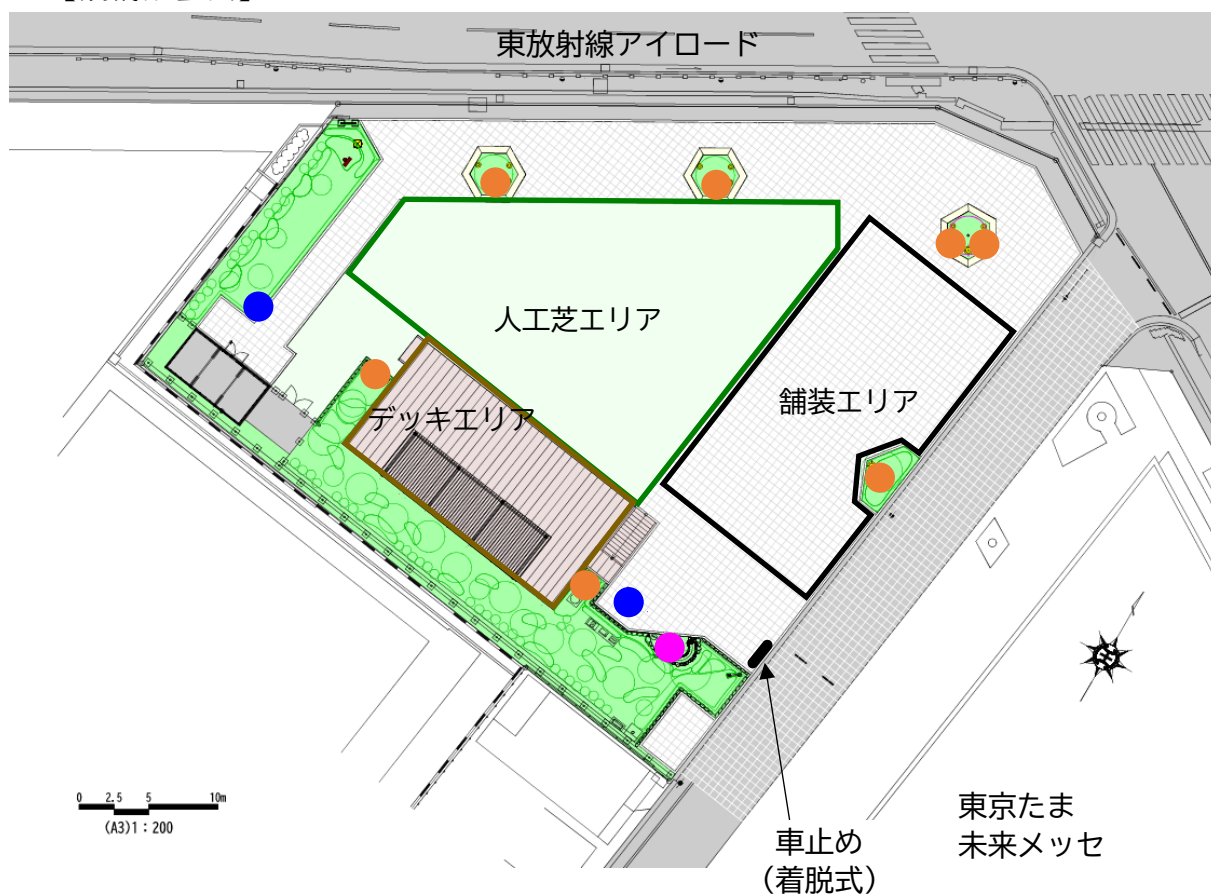 東放射線アイロード
人工芝エリア
舗装エリア
デッキエリア
0 2.5 5 10m
(A3)1:200
車止め
(着脱式)
東京たま
未来メッセ